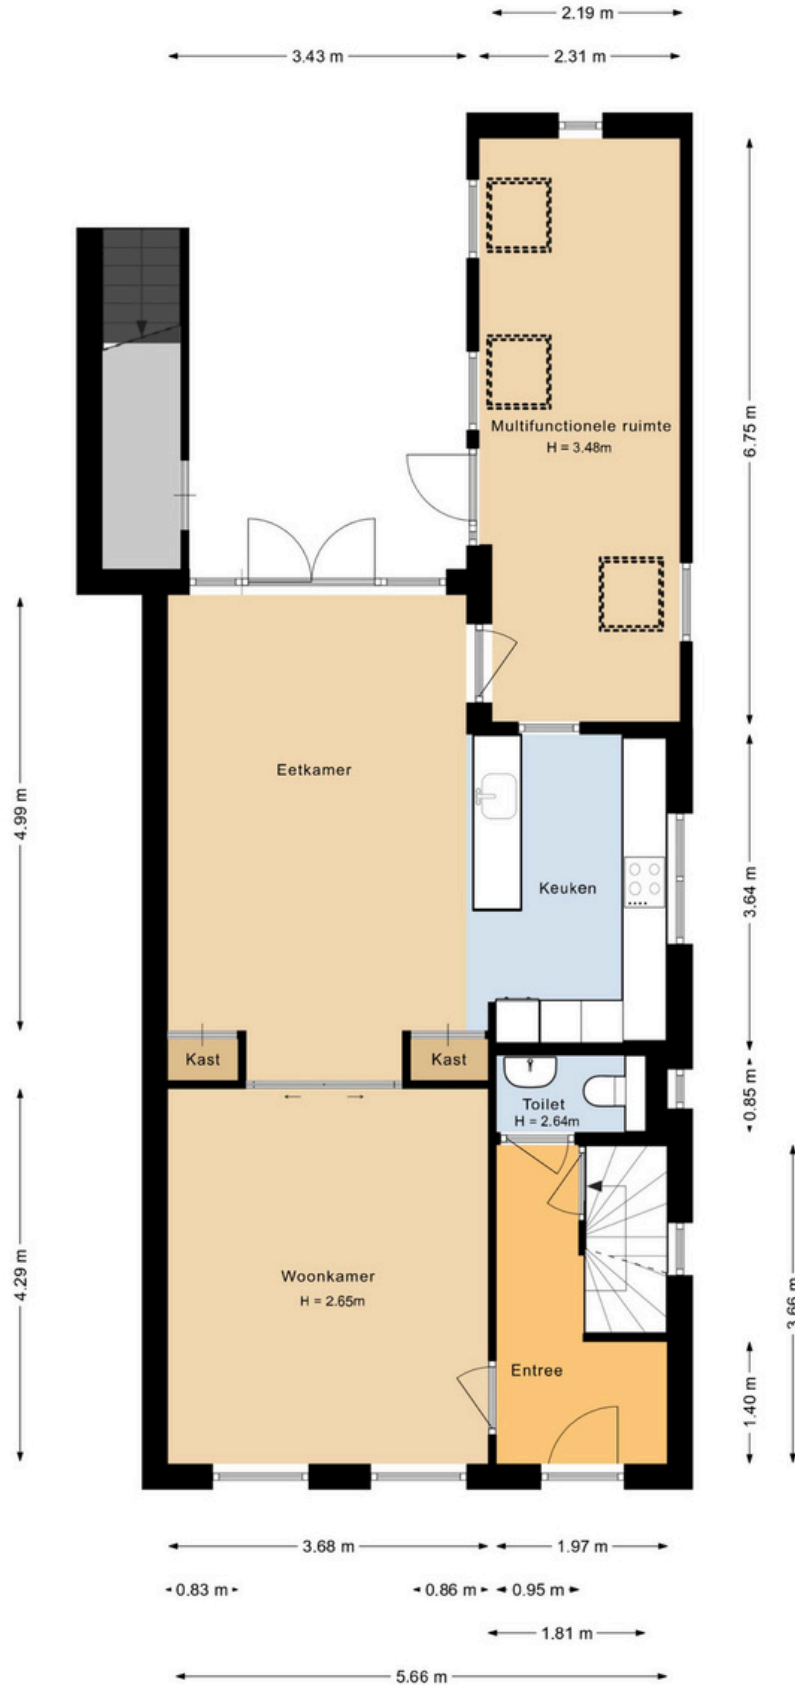 2.19 m
3.43 m
2.31 m
Multifunctionele ruimte
H = 3.48m
6.75 m
Eetkamer
4.99 m
Keuken
3.64 m
Kast
Kast
Toilet
H = 2.64m
0.85 m
Woonkamer
H = 2.65m
4.29 m
Entree
1.40 m
3.66 m
3.68 m
1.97 m
0.83 m
0.86 m
0.95 m
1.81 m
5.66 m